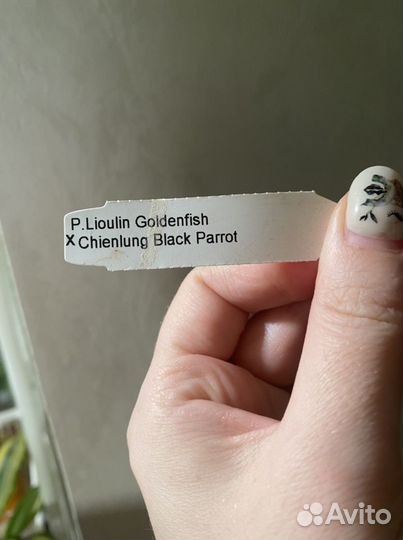 P.Lioulin Goldenfish
X Chienlung Black Parrot
Avito